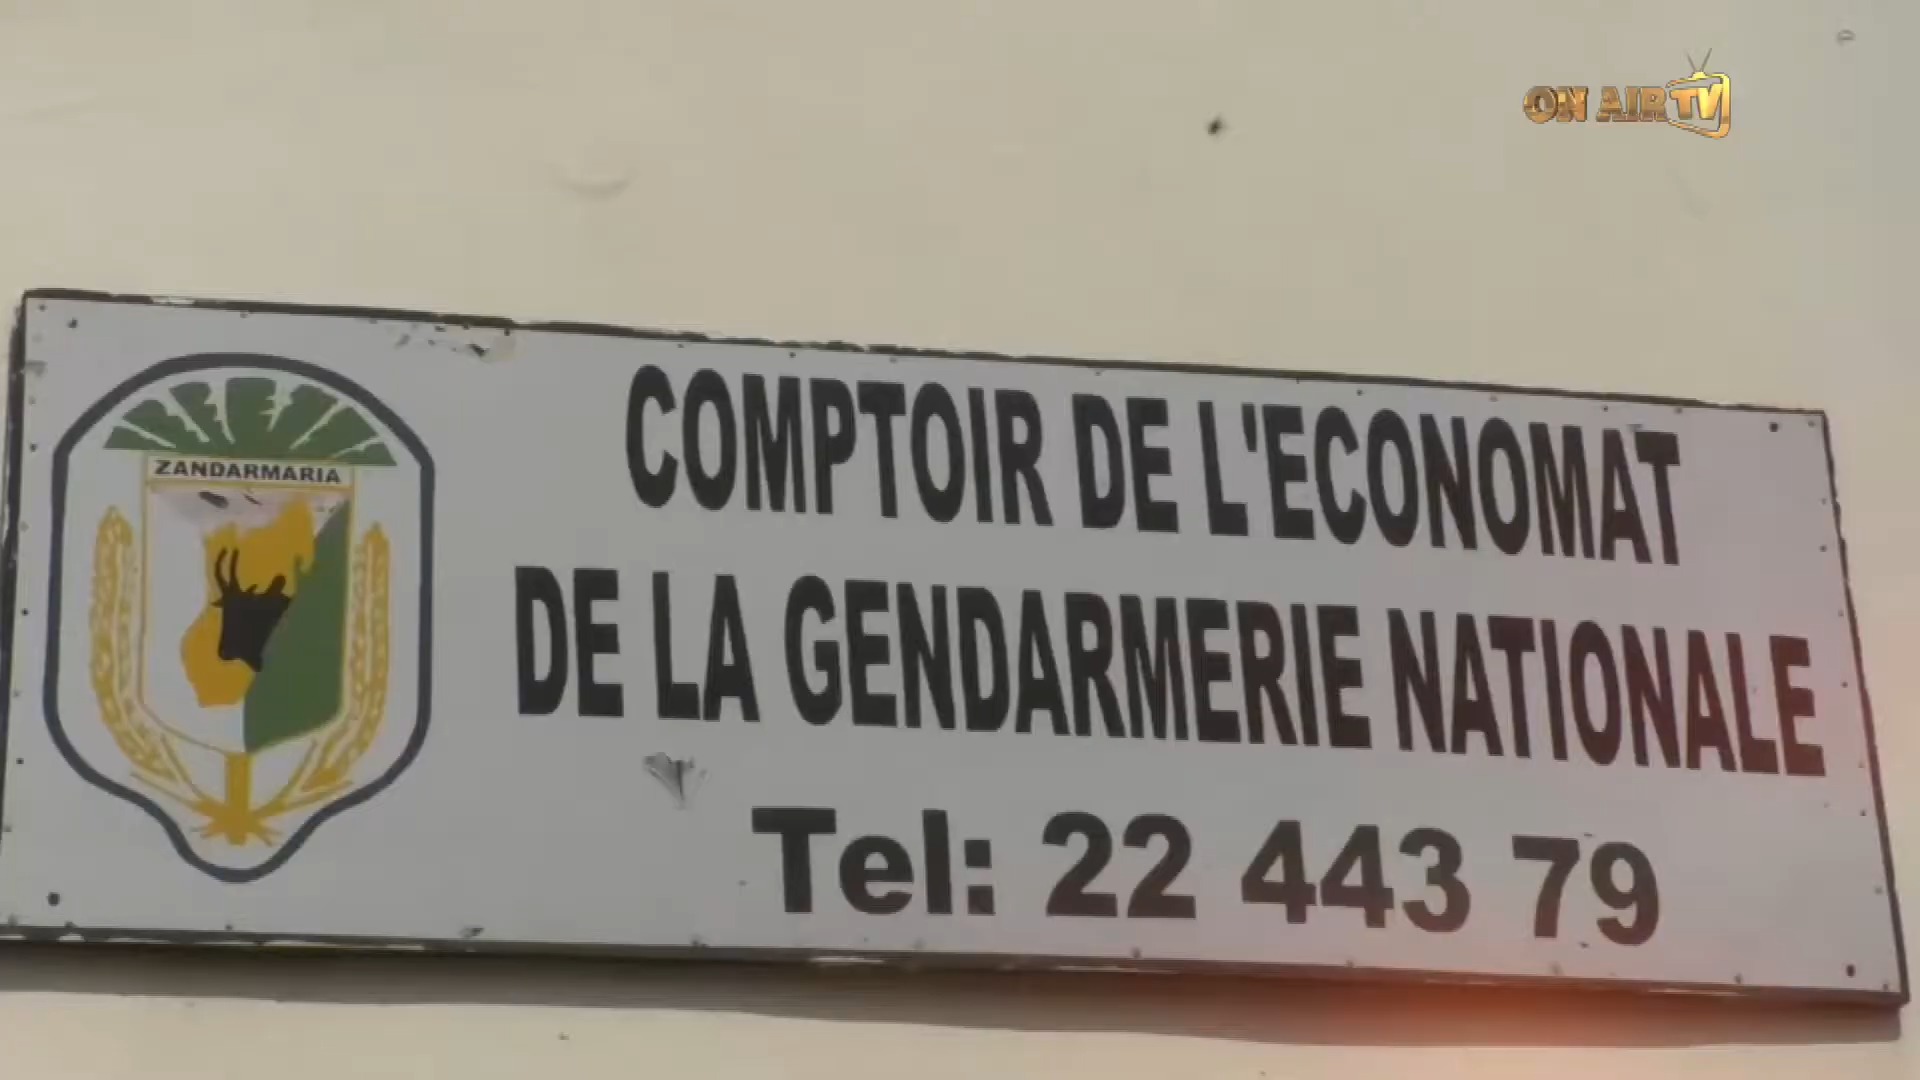 ON AIR TV
ZANDARMARIA
COMPTOIR DE L'ECONOMAT
DE LA GENDARMERIE NATIONALE
Tel: 22 443 79